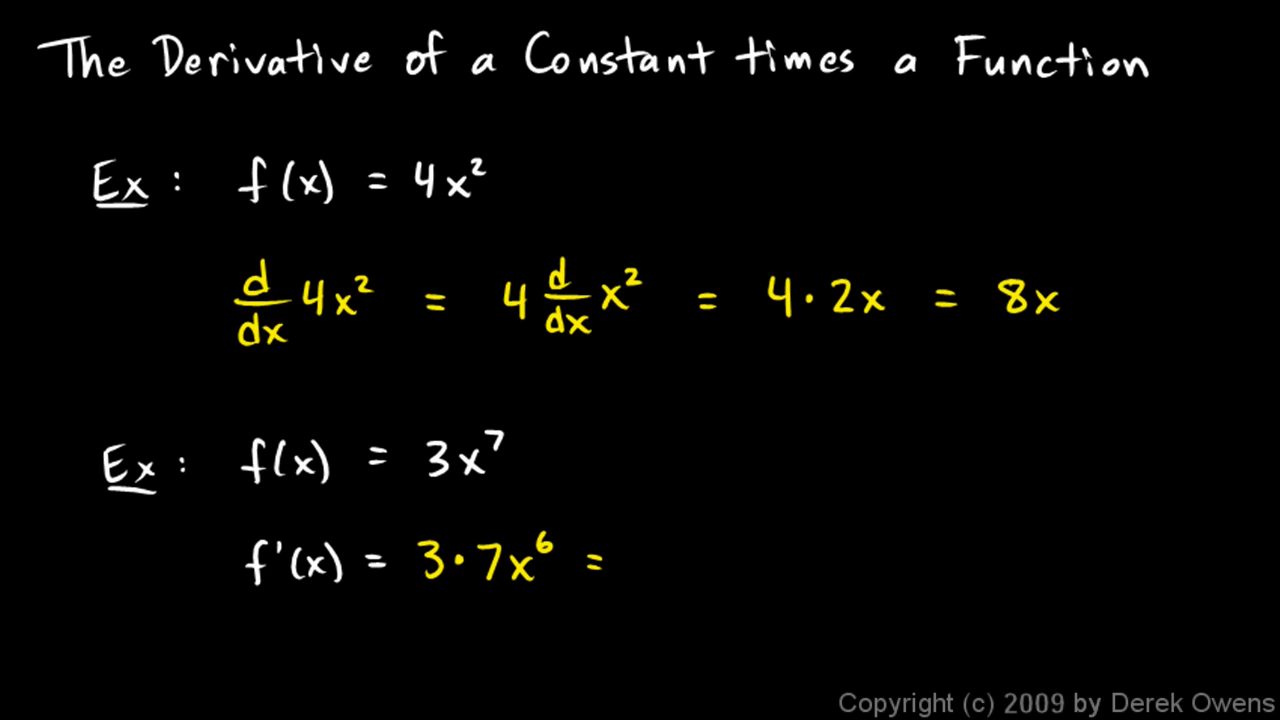 The Derivative of a Constant times a Function
Ex: f(x) = 4x²
d/dx 4x² = 4 d/dx x² = 4·2x = 8x
Ex: f(x) = 3x⁷
f'(x) = 3·7x⁶ =
Copyright (c) 2009 by Derek Owens